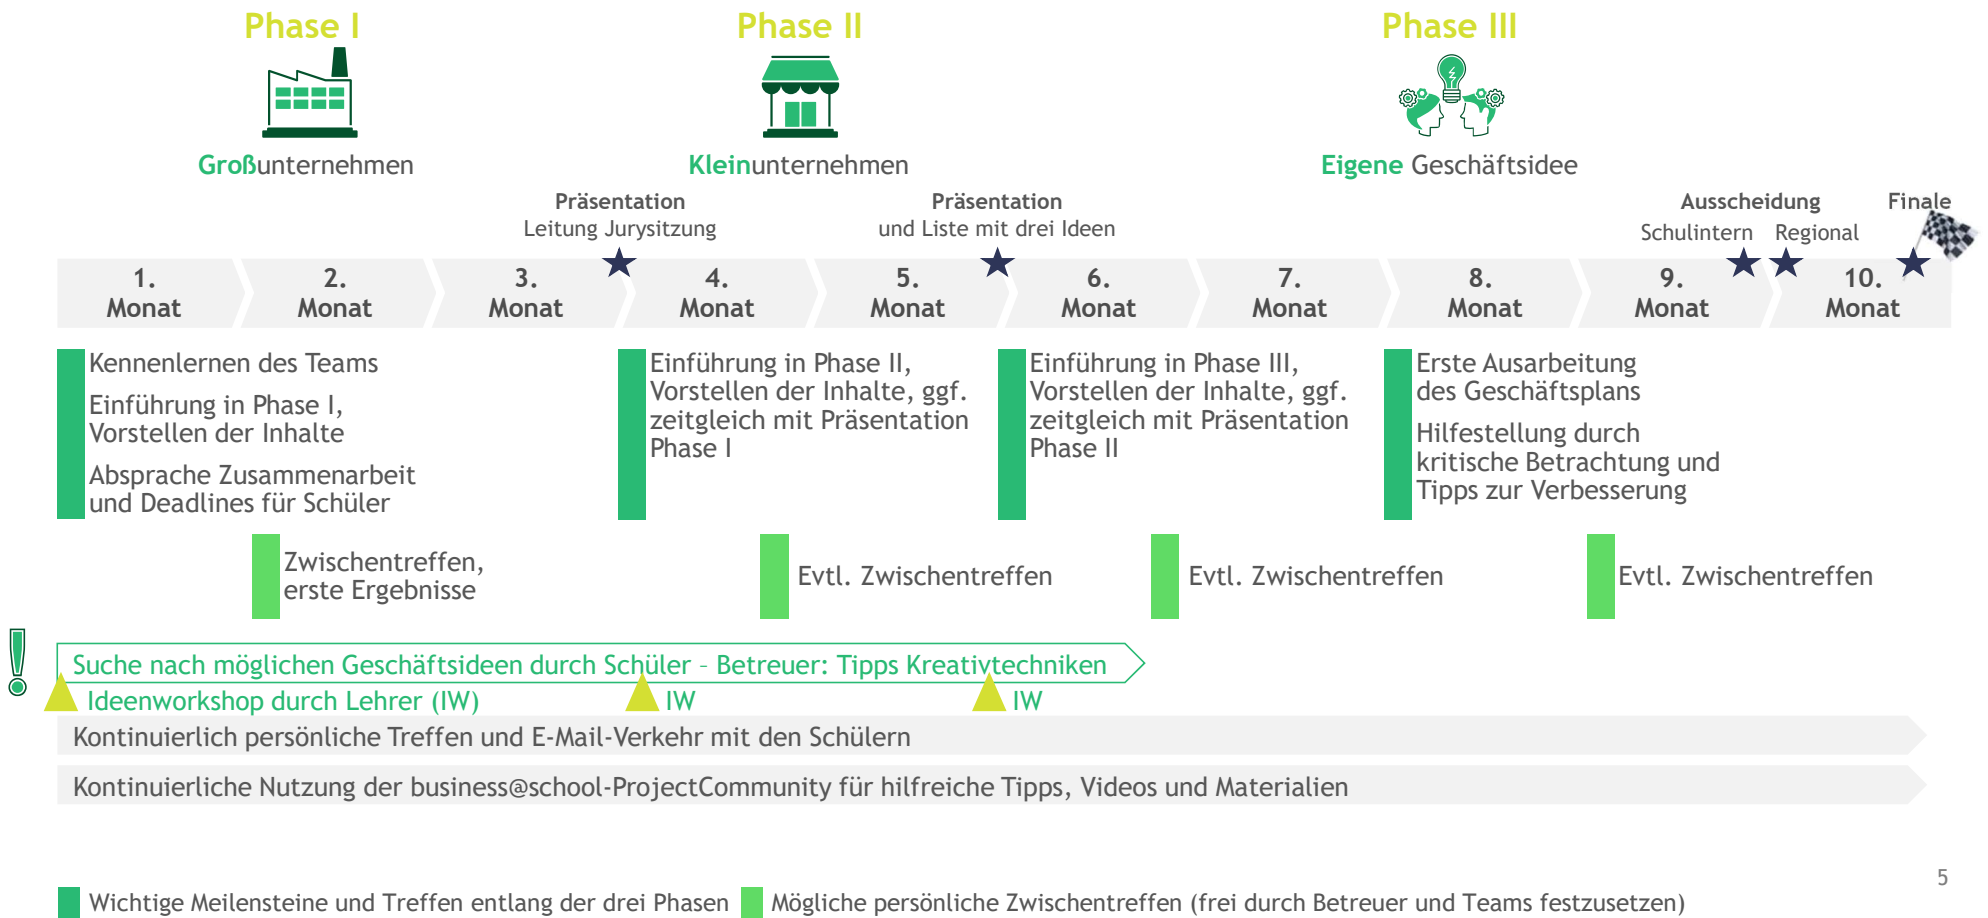 Phase I
Phase II
Phase III
Großunternehmen
Kleinunternehmen
Eigene Geschäftsidee
Präsentation
Leitung Jurysitzung
Präsentation
und Liste mit drei Ideen
Ausscheidung
Schulintern
Regional
Finale
1.
Monat
2.
Monat
3.
Monat
4.
Monat
5.
Monat
6.
Monat
7.
Monat
8.
Monat
9.
Monat
10.
Monat
Kennenlernen des Teams
Einführung in Phase I,
Vorstellen der Inhalte
Absprache Zusammenarbeit
und Deadlines für Schüler
Einführung in Phase II,
Vorstellen der Inhalte, ggf.
zeitgleich mit Präsentation
Phase I
Einführung in Phase III,
Vorstellen der Inhalte, ggf.
zeitgleich mit Präsentation
Phase II
Erste Ausarbeitung
des Geschäftsplans
Hilfestellung durch
kritische Betrachtung und
Tipps zur Verbesserung
Zwischentreffen,
erste Ergebnisse
Evtl. Zwischentreffen
Evtl. Zwischentreffen
Evtl. Zwischentreffen
Suche nach möglichen Geschäftsideen durch Schüler – Betreuer: Tipps Kreativtechniken
Ideenworkshop durch Lehrer (IW)
IW
IW
Kontinuierlich persönliche Treffen und E-Mail-Verkehr mit den Schülern
Kontinuierliche Nutzung der business@school-ProjectCommunity für hilfreiche Tipps, Videos und Materialien
5
Wichtige Meilensteine und Treffen entlang der drei Phasen
Mögliche persönliche Zwischentreffen (frei durch Betreuer und Teams festzusetzen)